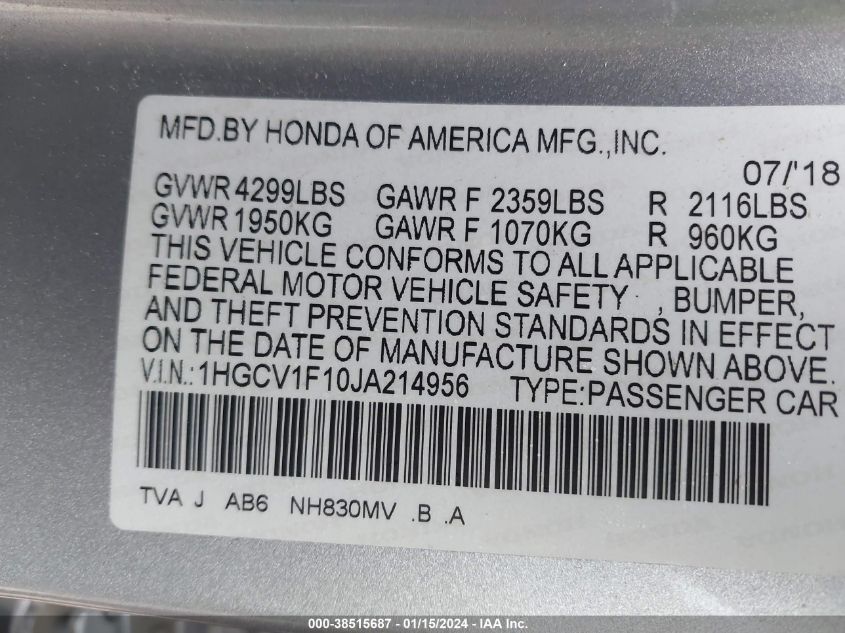 MFD.BY HONDA OF AMERICA MFG.,INC.
07/'18
GVWR 4299LBS GAWR F 2359LBS R 2116LBS
GVWR 1950KG GAWR F 1070KG R 960KG
THIS VEHICLE CONFORMS TO ALL APPLICABLE
FEDERAL MOTOR VEHICLE SAFETY , BUMPER,
AND THEFT PREVENTION STANDARDS IN EFFECT
ON THE DATE OF MANUFACTURE SHOWN ABOVE.
V.I.N.: 1HGCV1F10JA214956 TYPE:PASSENGER CAR
TVA J AB6 NH830MV .B .A
000-38515687 - 01/15/2024 - IAA Inc.